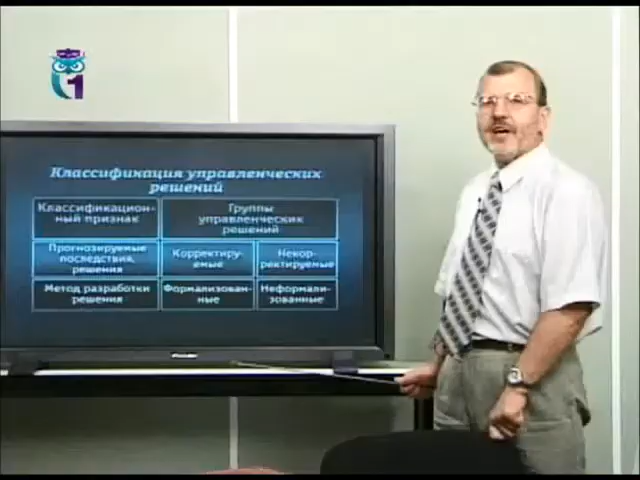 1
Классификация управленческих
решений
Классификацион-
ный признак
Группы
управленческих
решений
Прогнозируемые
последствия,
решения
Корректиру-
емые
Некор-
ректируемые
Метод разработки
решения
Формализован-
ные
Неформали-
зованные